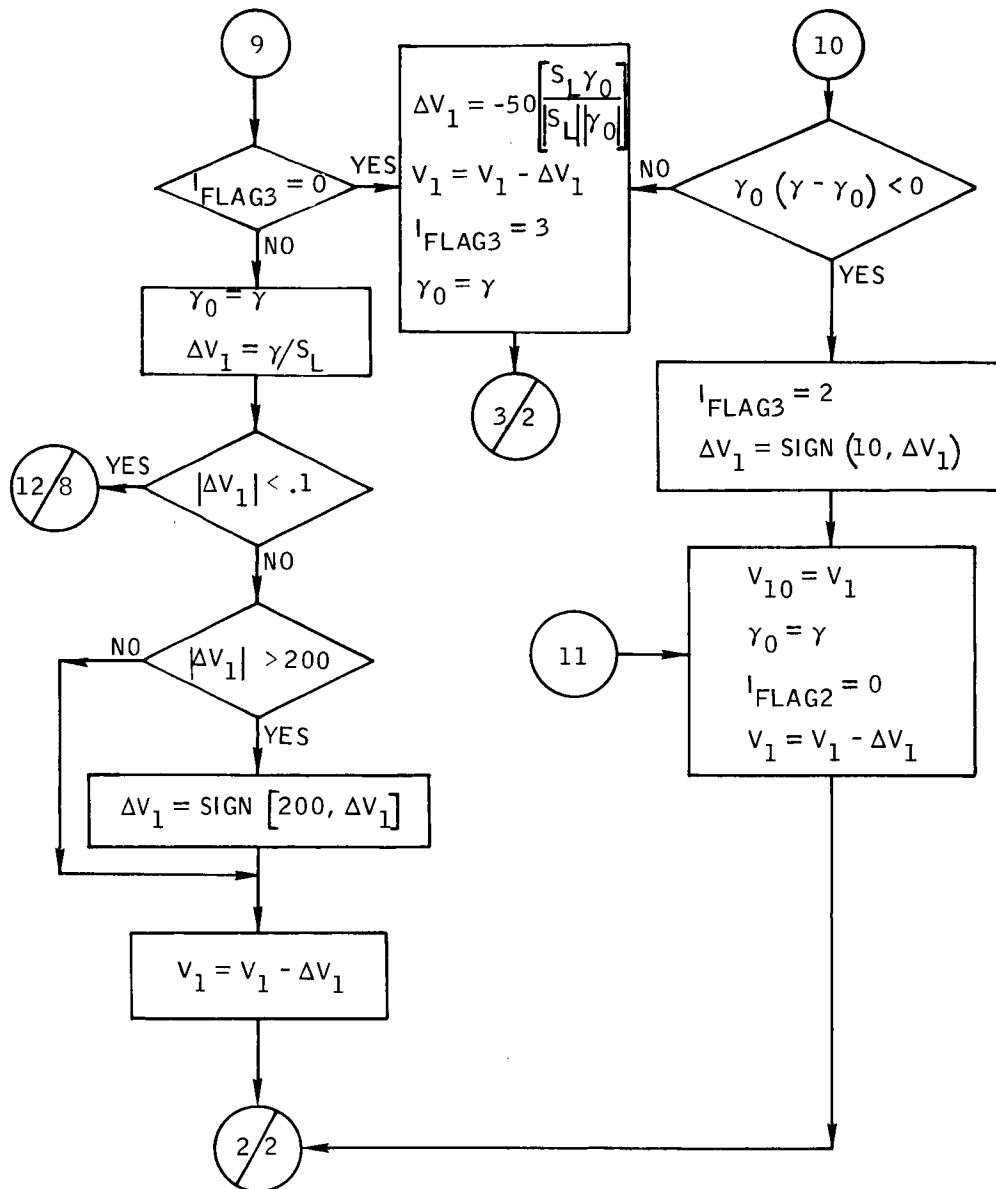 9
I_FLAG3 = 0
YES
NO
γ_0 = γ
ΔV_1 = γ/S_L
|ΔV_1| < .1
YES
12/8
NO
|ΔV_1| > 200
NO
YES
ΔV_1 = SIGN [200, ΔV_1]
V_1 = V_1 - ΔV_1
2/2
ΔV_1 = -50 [S_L γ_0 / |S_L||γ_0|]
V_1 = V_1 - ΔV_1
I_FLAG3 = 3
γ_0 = γ
3/2
10
NO
γ_0 (γ - γ_0) < 0
YES
I_FLAG3 = 2
ΔV_1 = SIGN (10, ΔV_1)
11
V_10 = V_1
γ_0 = γ
I_FLAG2 = 0
V_1 = V_1 - ΔV_1